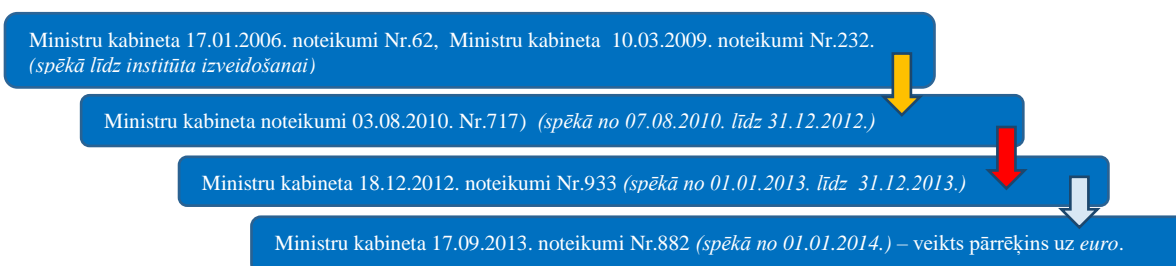 Ministru kabineta 17.01.2006. noteikumi Nr.62, Ministru kabineta 10.03.2009. noteikumi Nr.232.
(spēkā līdz institūta izveidošanai)
Ministru kabineta noteikumi 03.08.2010. Nr.717) (spēkā no 07.08.2010. līdz 31.12.2012.)
Ministru kabineta 18.12.2012. noteikumi Nr.933 (spēkā no 01.01.2013. līdz 31.12.2013.)
Ministru kabineta 17.09.2013. noteikumi Nr.882 (spēkā no 01.01.2014.) – veikts pārrēķins uz euro.